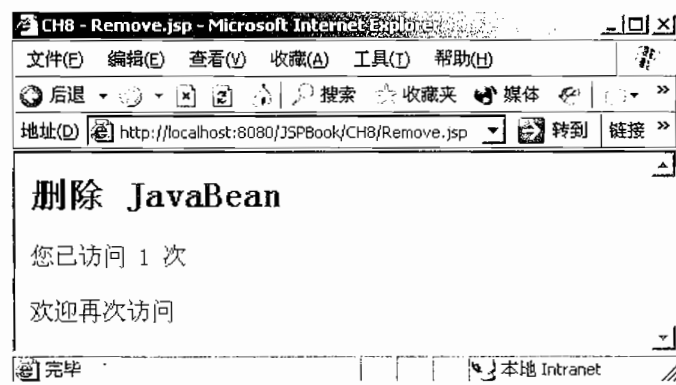 CH8 - Remove.jsp - Microsoft Internet Explorer
文件(F) 编辑(E) 查看(V) 收藏(A) 工具(T) 帮助(H)
后退 搜索 收藏夹 媒体 »
地址(D) http://localhost:8080/JSPBook/CH8/Remove.jsp 转到 链接 »
删除 JavaBean
您已访问 1 次
欢迎再次访问
完毕 本地 Intranet